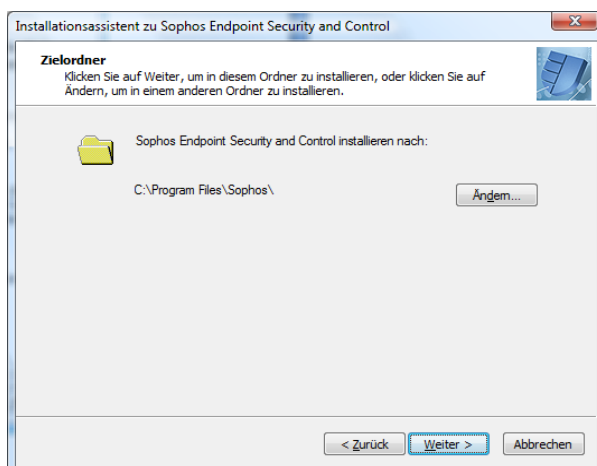 Installationsassistent zu Sophos Endpoint Security and Control
Zielordner
Klicken Sie auf Weiter, um in diesem Ordner zu installieren, oder klicken Sie auf
Ändern, um in einem anderen Ordner zu installieren.
Sophos Endpoint Security and Control installieren nach:
C:\Program Files\Sophos\
Ändern...
< Zurück
Weiter >
Abbrechen